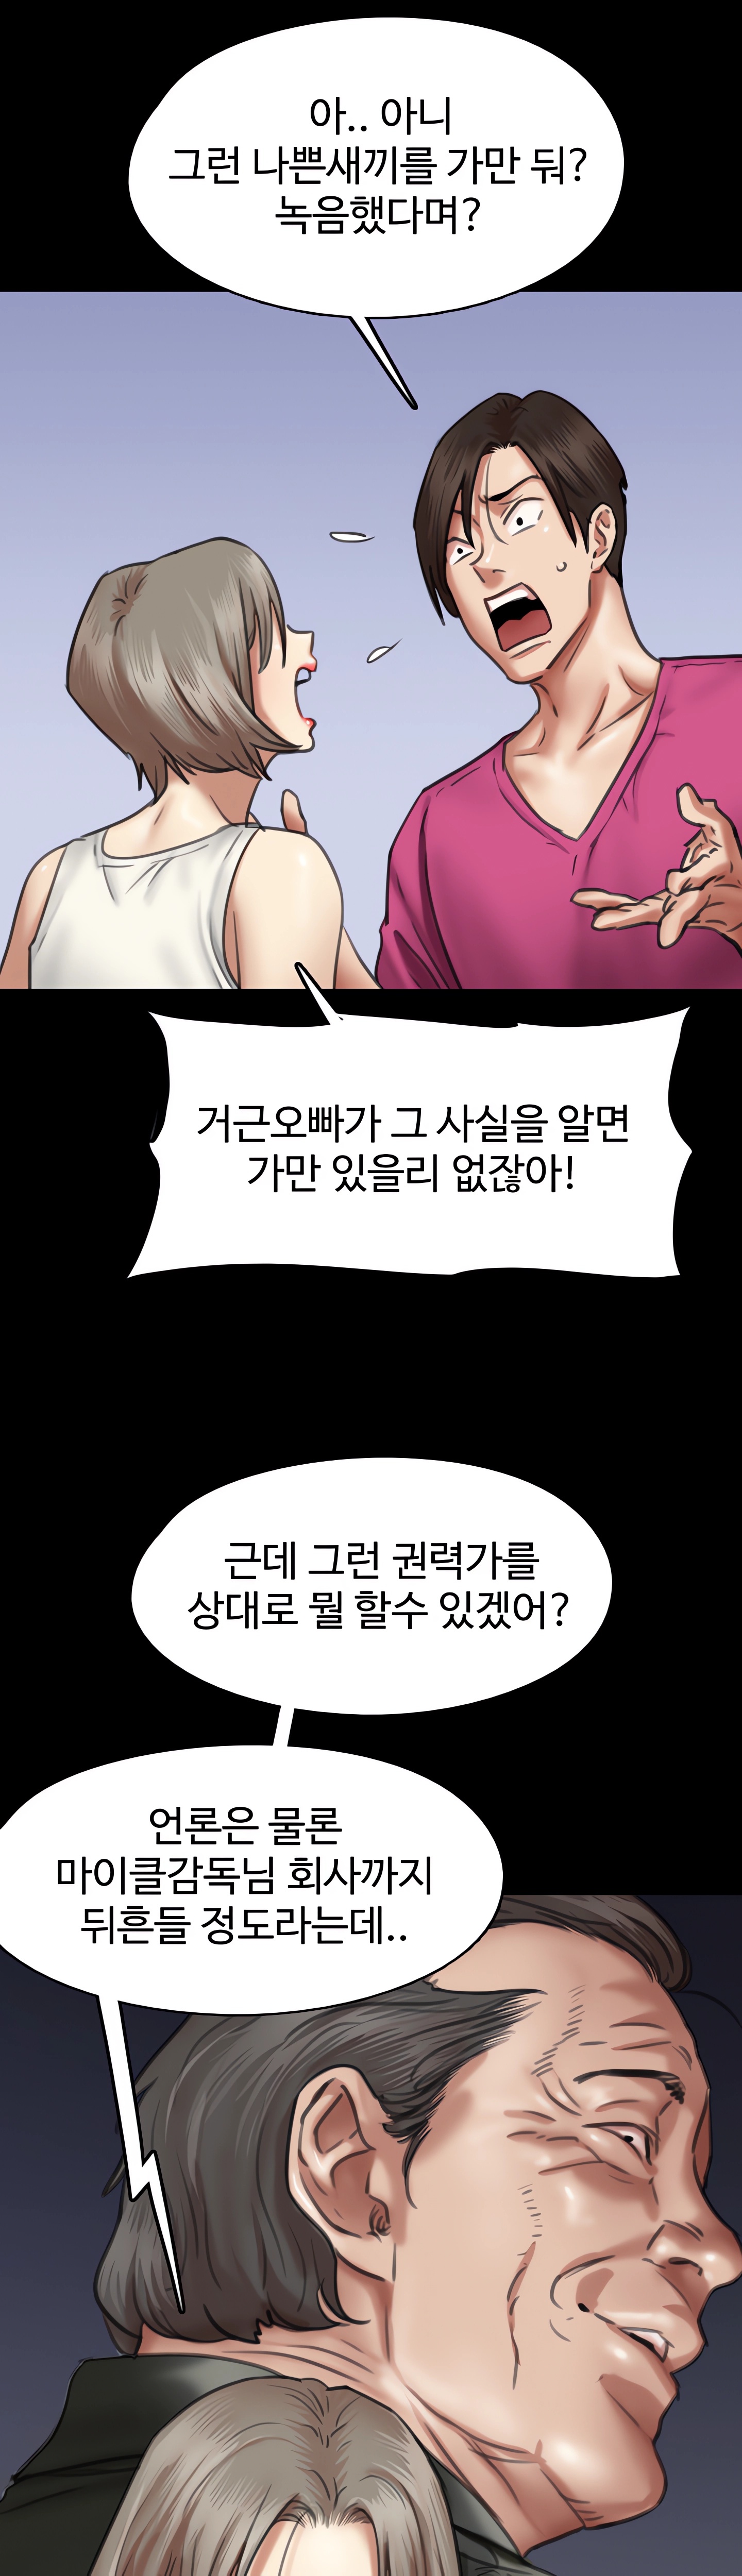 아.. 아니
그런 나쁜새끼를 가만 둬?
녹음했다며?
거근오빠가 그 사실을 알면
가만 있을리 없잖아!
근데 그런 권력가를
상대로 뭘 할수 있겠어?
언론은 물론
마이클감독님 회사까지
뒤흔들 정도라는데..